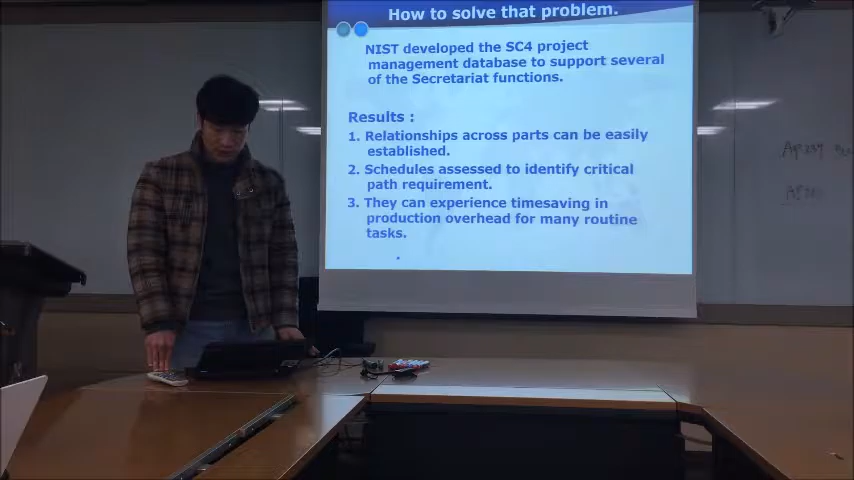 How to solve that problem.
NIST developed the SC4 project
management database to support several
of the Secretariat functions.
Results :
1. Relationships across parts can be easily
established.
2. Schedules assessed to identify critical
path requirement.
3. They can experience timesaving in
production overhead for many routine
tasks.